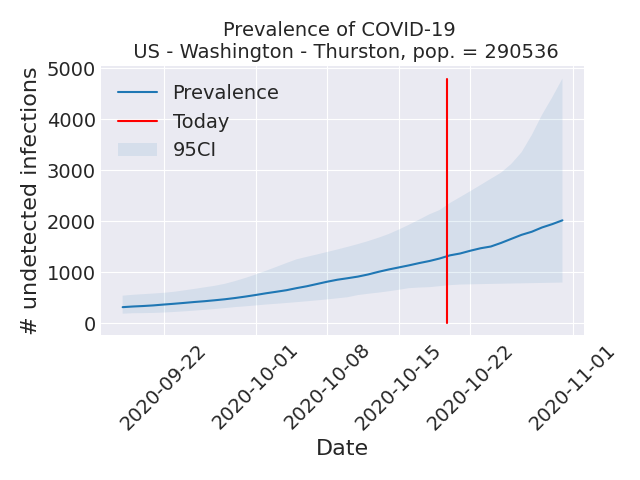 Prevalence of COVID-19
US - Washington - Thurston, pop. = 290536
# undetected infections
5000
4000
3000
2000
1000
0
Prevalence
Today
95CI
2020-09-22
2020-10-01
2020-10-08
2020-10-15
2020-10-22
2020-11-01
Date